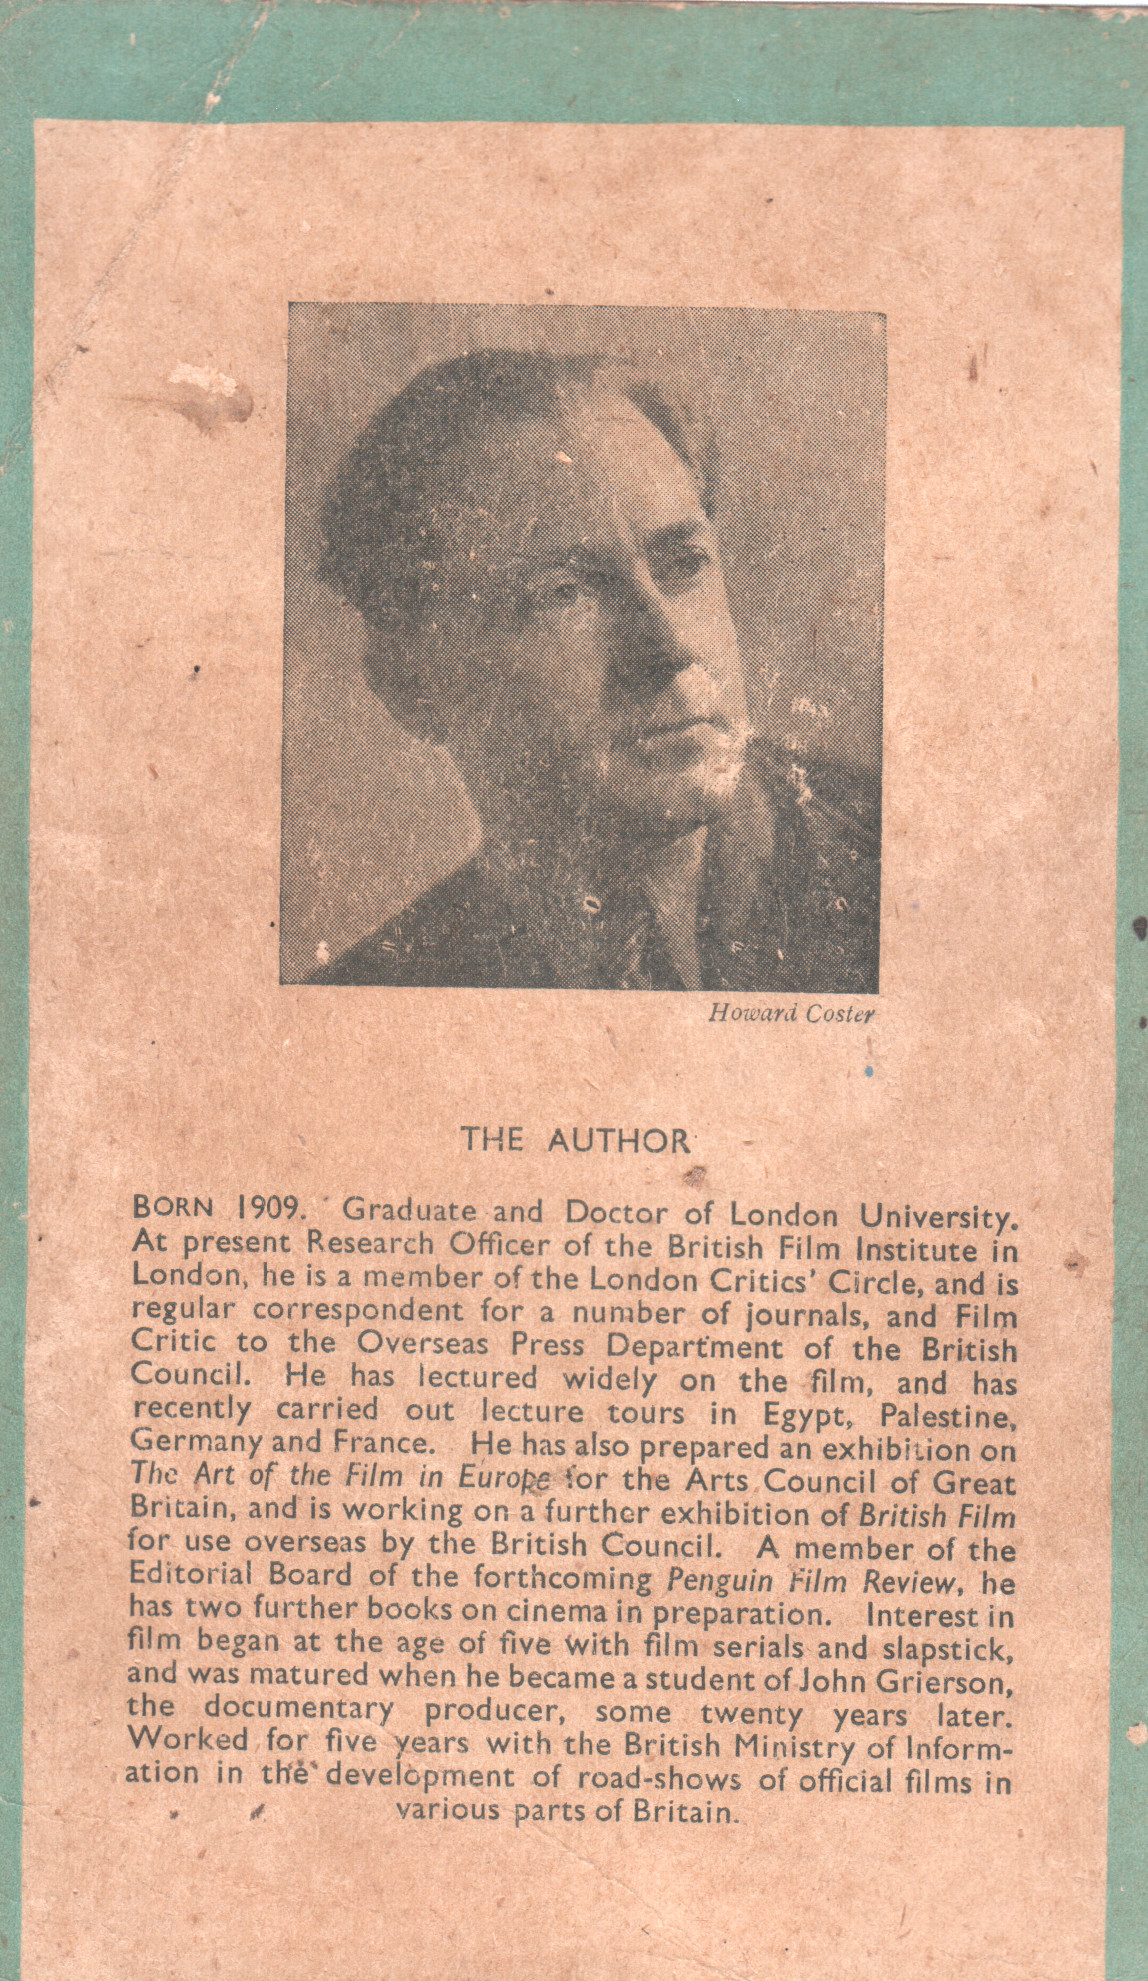 Howard Coster
THE AUTHOR
BORN 1909. Graduate and Doctor of London University.
At present Research Officer of the British Film Institute in
London, he is a member of the London Critics' Circle, and is
regular correspondent for a number of journals, and Film
Critic to the Overseas Press Department of the British
Council. He has lectured widely on the film, and has
recently carried out lecture tours in Egypt, Palestine,
Germany and France. He has also prepared an exhibition on
The Art of the Film in Europe for the Arts Council of Great
Britain, and is working on a further exhibition of British Film
for use overseas by the British Council. A member of the
Editorial Board of the forthcoming Penguin Film Review, he
has two further books on cinema in preparation. Interest in
film began at the age of five with film serials and slapstick,
and was matured when he became a student of John Grierson,
the documentary producer, some twenty years later.
Worked for five years with the British Ministry of Inform-
ation in the development of road-shows of official films in
various parts of Britain.